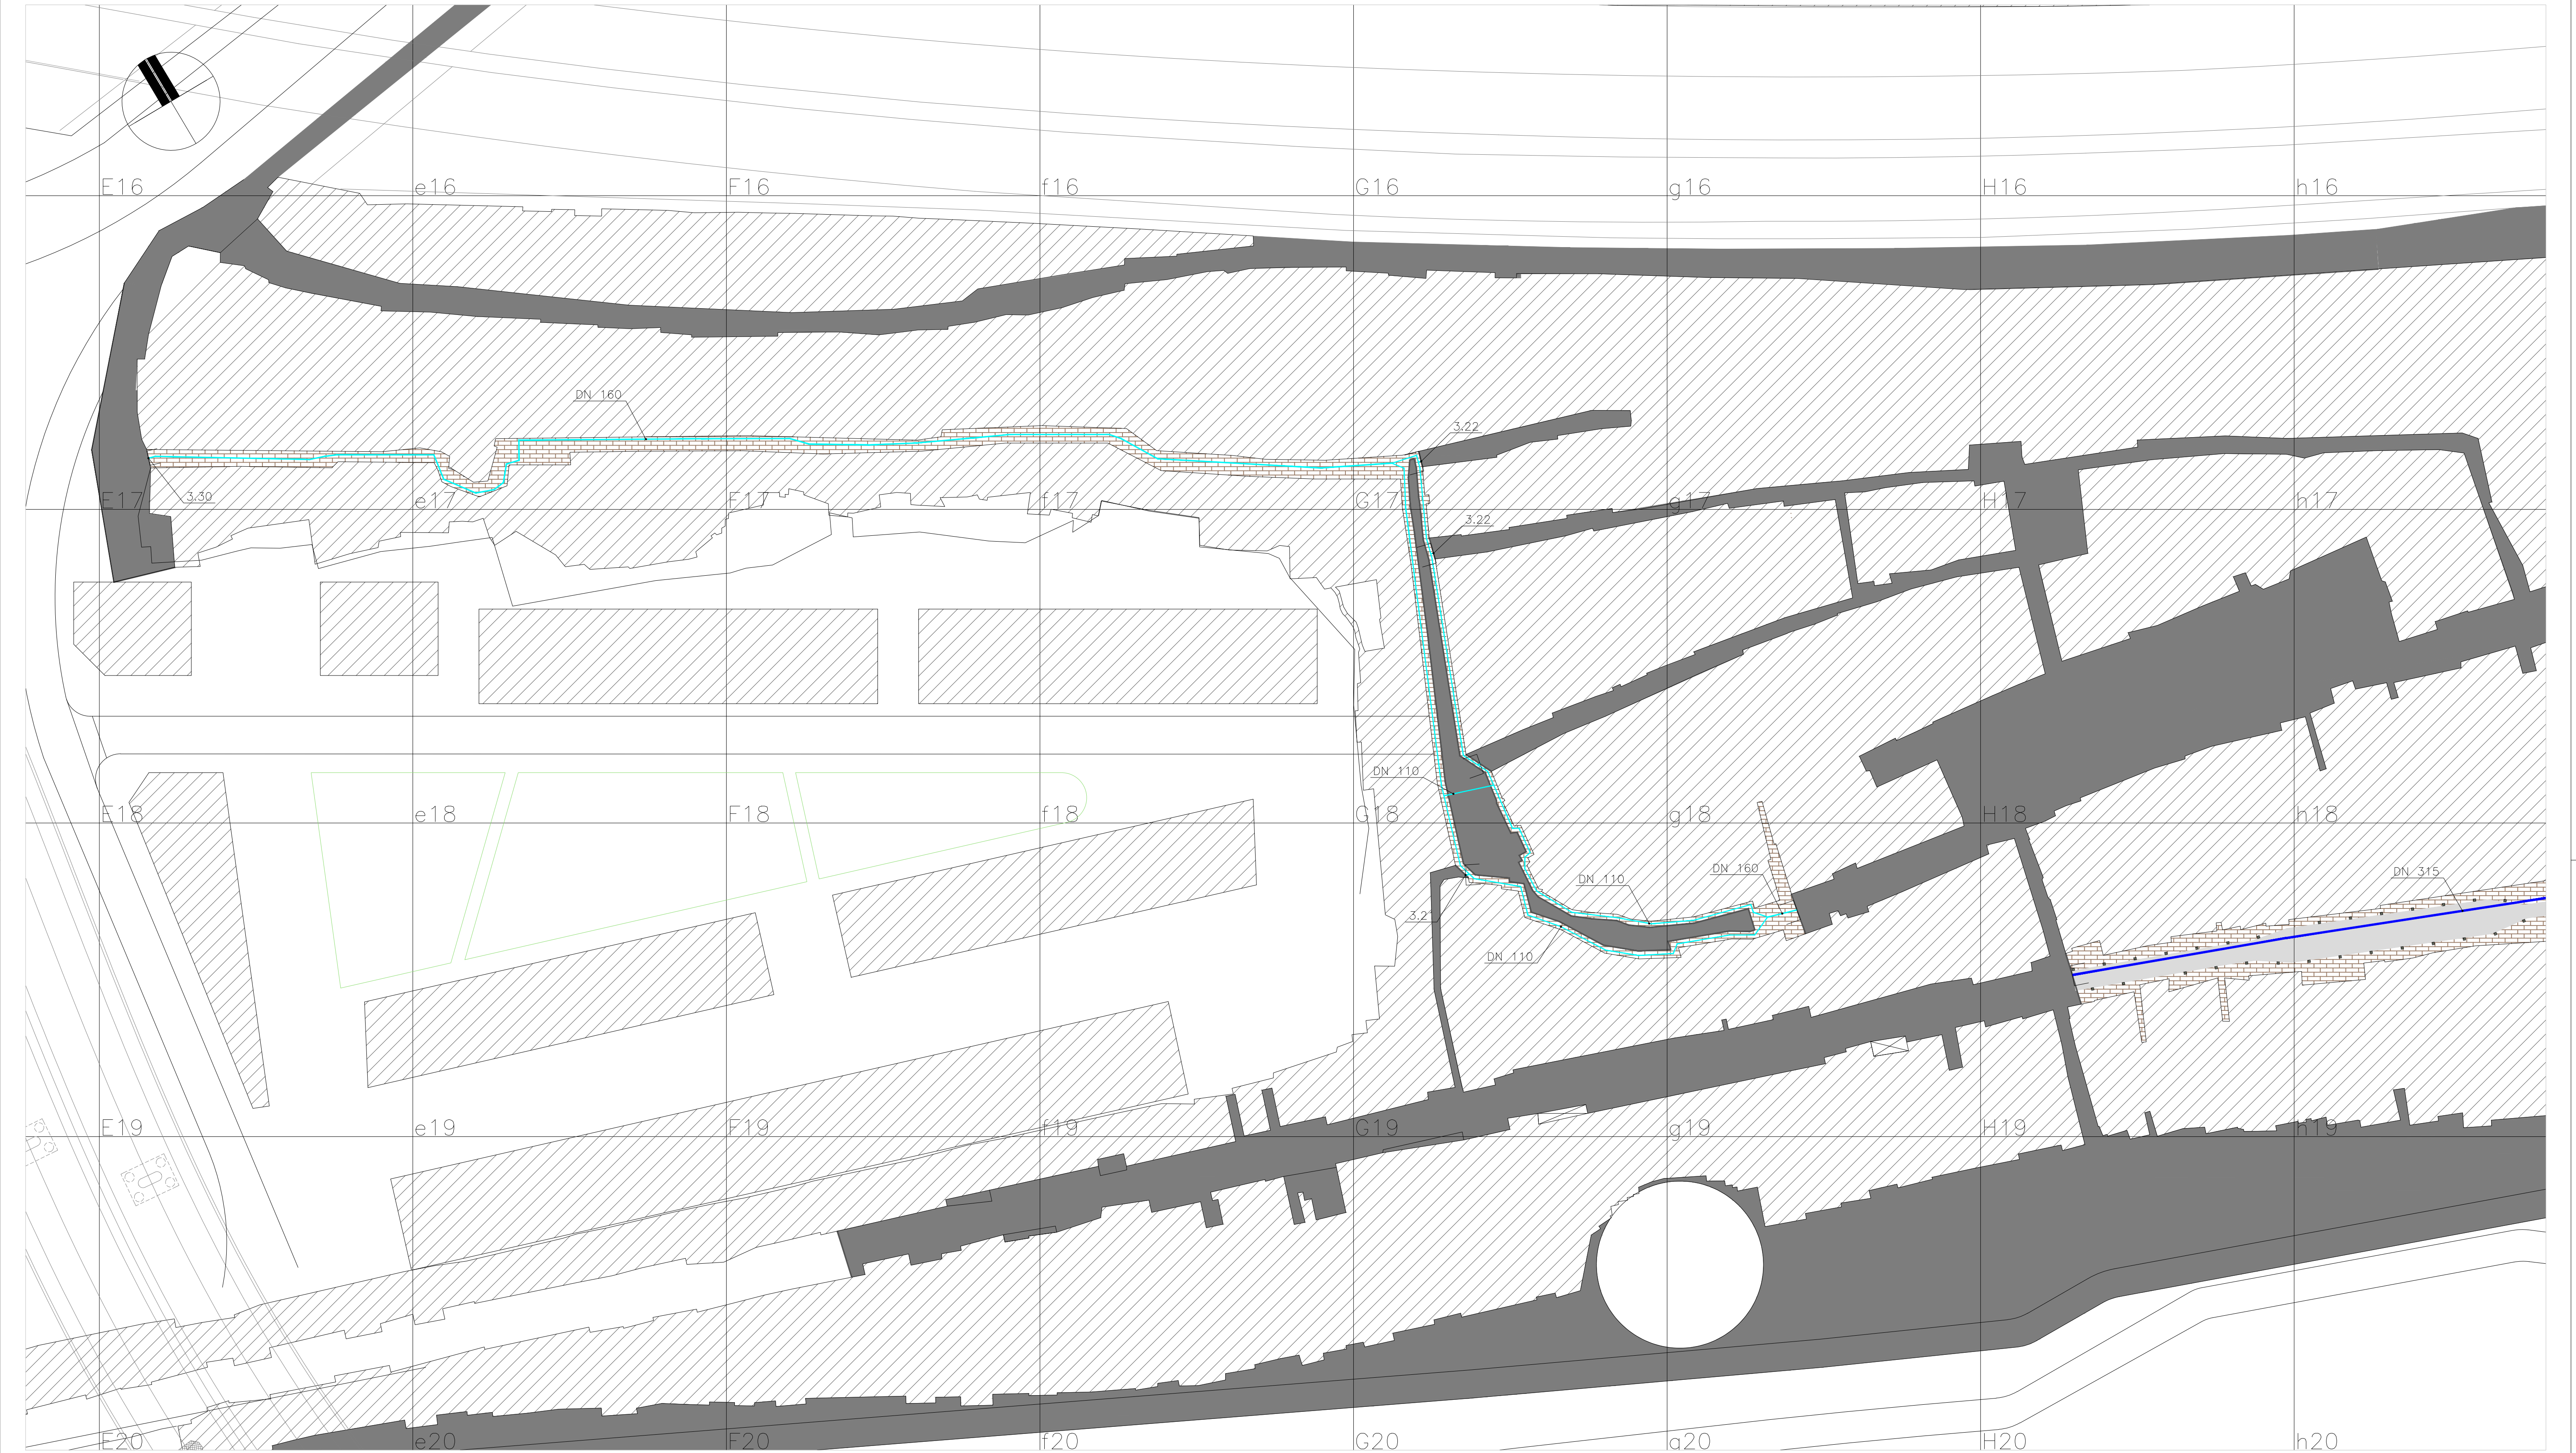 E16 e16 F16 f16 G16 g16 H16 h16
DN 160
3.22
3.30
E17 e17 F17 f17 G17 g17 H17 h17
3.22
DN 110
E18 e18 F18 f18 G18 g18 H18 h18
DN 160
DN 315
DN 110
DN 110
E19 e19 F19 f19 G19 g19 H19 h19
E20 e20 F20 f20 G20 g20 H20 h20